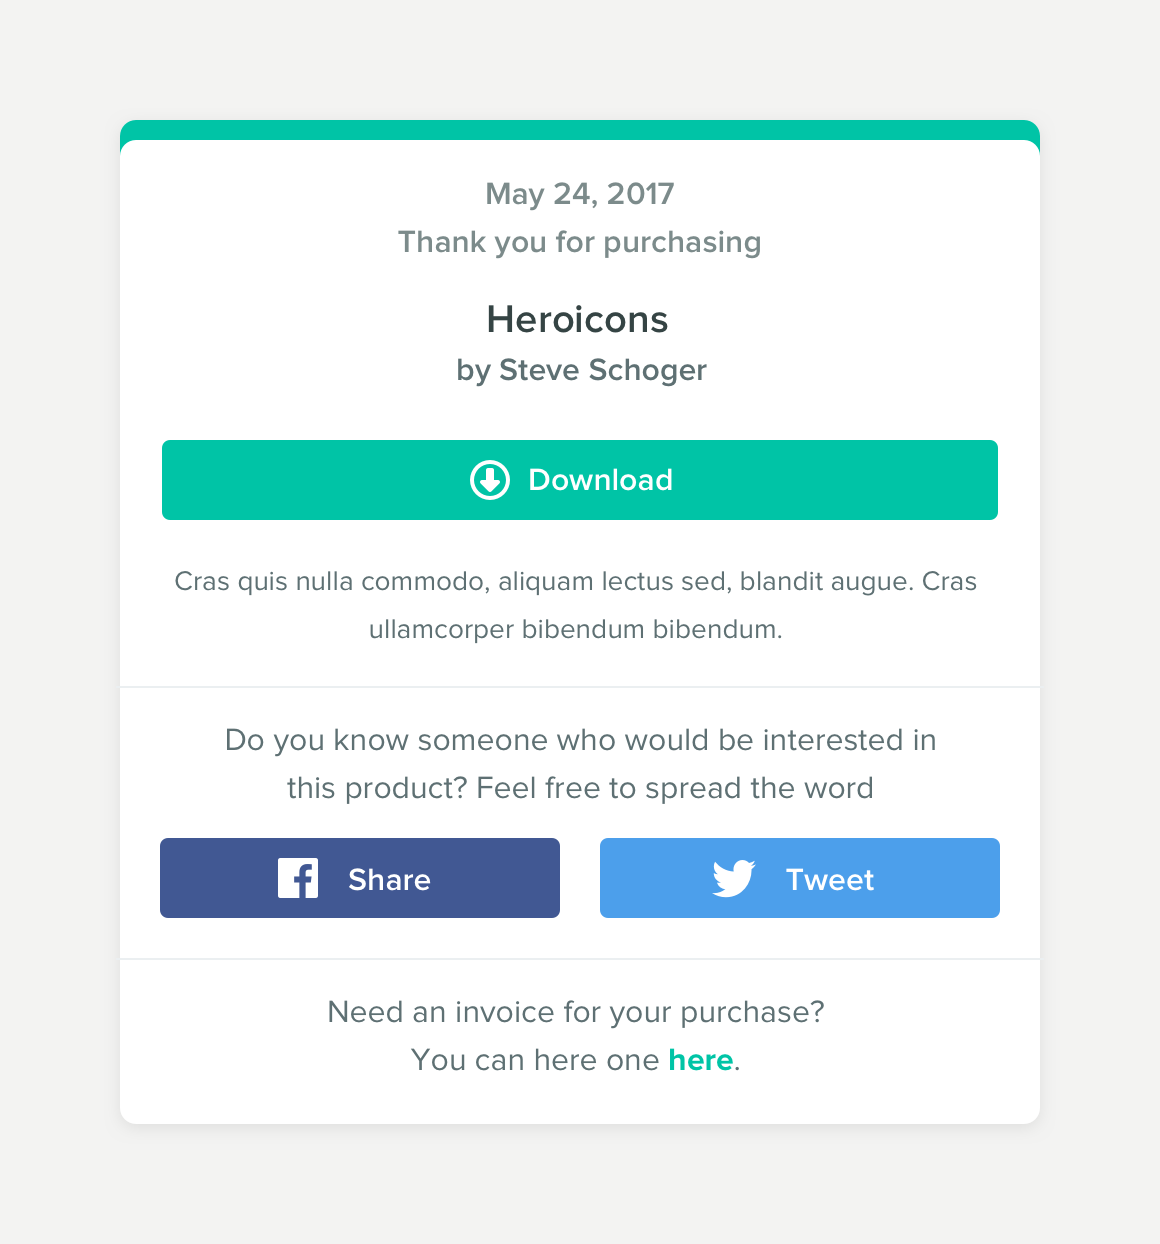 May 24, 2017
Thank you for purchasing
Heroicons
by Steve Schoger
Download
Cras quis nulla commodo, aliquam lectus sed, blandit augue. Cras
ullamcorper bibendum bibendum.
Do you know someone who would be interested in
this product? Feel free to spread the word
Share
Tweet
Need an invoice for your purchase?
You can here one here.